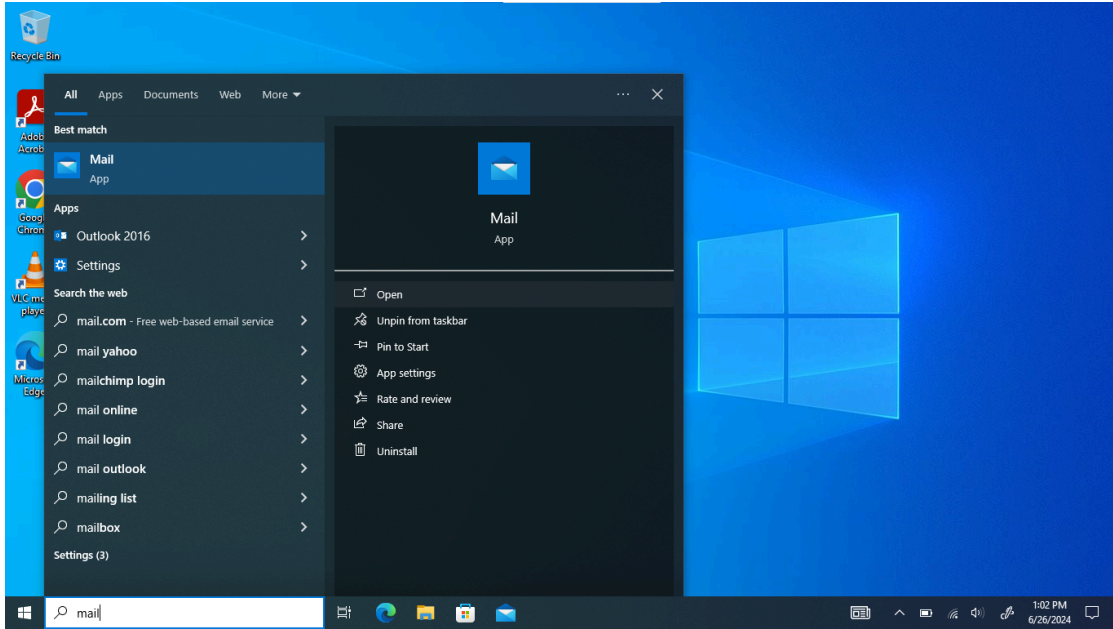 Recycle Bin
All Apps Documents Web More
Best match
Mail
App
Apps
Outlook 2016
Settings
Search the web
mail.com - Free web-based email service
mail yahoo
mailchimp login
mail online
mail login
mail outlook
mailing list
mailbox
Settings (3)
Mail
App
Open
Unpin from taskbar
Pin to Start
App settings
Rate and review
Share
Uninstall
mail
1:02 PM
6/26/2024